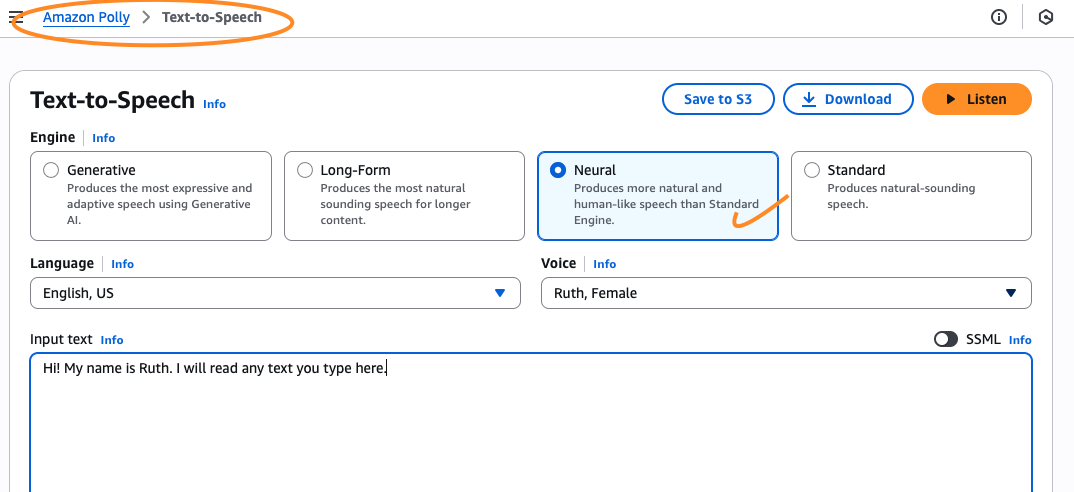 Amazon Polly > Text-to-Speech
Text-to-Speech Info
Save to S3
Download
Listen
Engine Info
Generative
Produces the most expressive and
adaptive speech using Generative
AI.
Long-Form
Produces the most natural
sounding speech for longer
content.
Neural
Produces more natural and
human-like speech than Standard
Engine.
Standard
Produces natural-sounding
speech.
Language Info
English, US
Voice Info
Ruth, Female
Input text Info
SSML Info
Hi! My name is Ruth. I will read any text you type here.